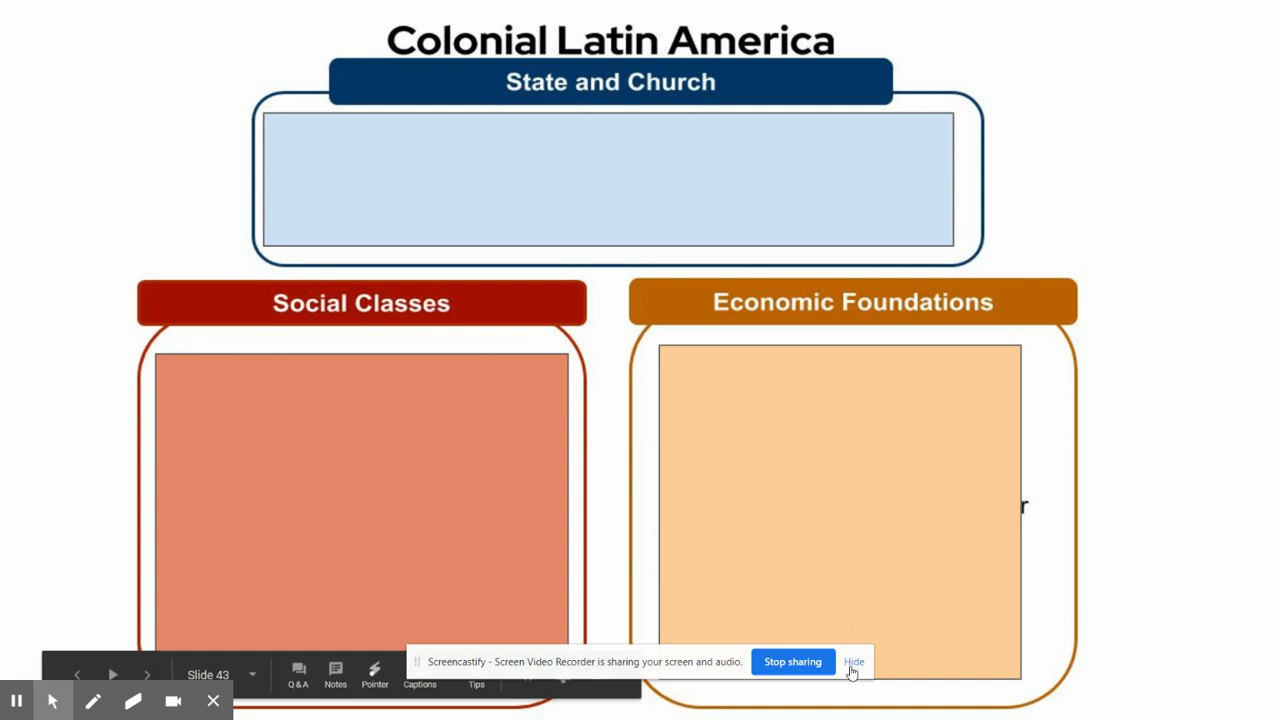 Colonial Latin America
State and Church
Social Classes
Economic Foundations
r
Screencastify - Screen Video Recorder is sharing your screen and audio.
Stop sharing
Hide
Slide 43
Q & A
Notes
Pointer
Captions
Tips